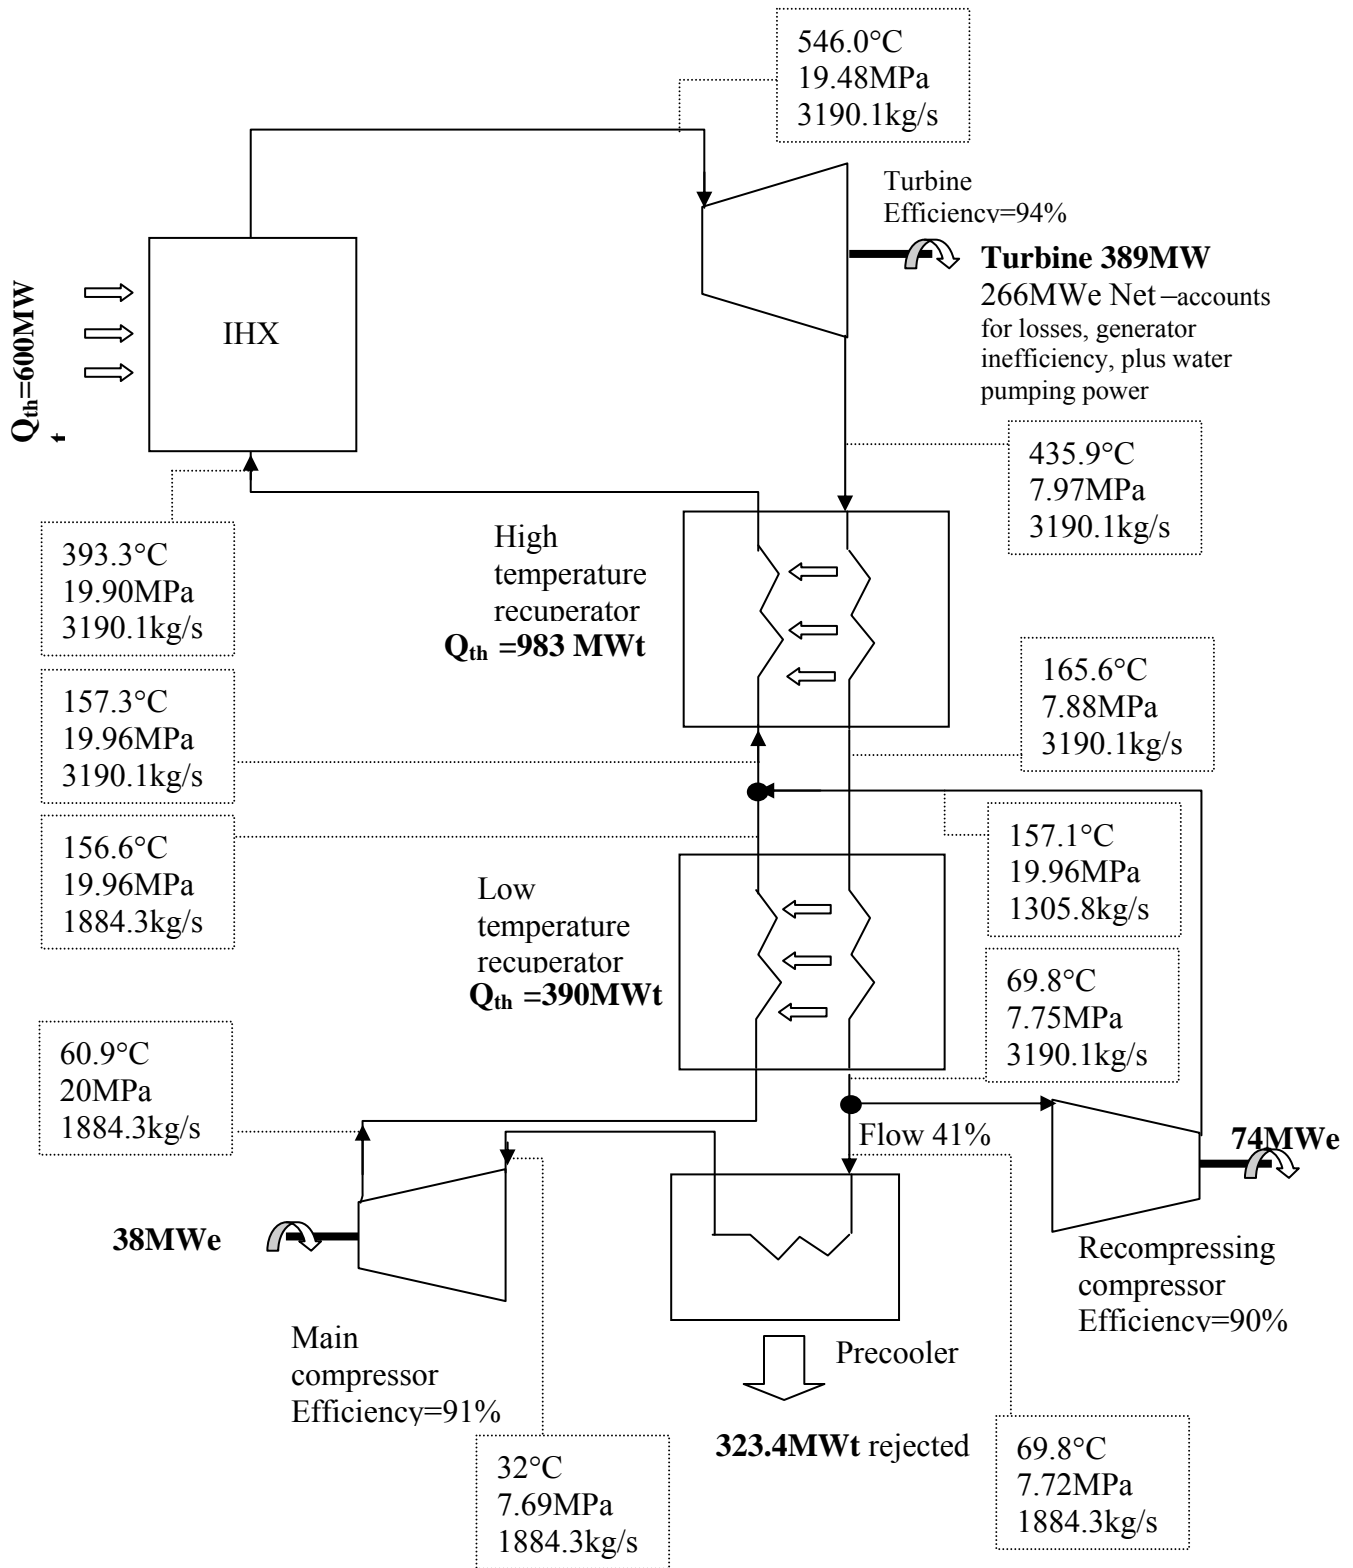 546.0°C
19.48MPa
3190.1kg/s
Turbine
Efficiency=94%
Turbine 389MW
266MWe Net –accounts
for losses, generator
inefficiency, plus water
pumping power
Qth=600MW
t
IHX
435.9°C
7.97MPa
3190.1kg/s
393.3°C
19.90MPa
3190.1kg/s
High
temperature
recuperator
Qth =983 MWt
165.6°C
7.88MPa
3190.1kg/s
157.3°C
19.96MPa
3190.1kg/s
156.6°C
19.96MPa
1884.3kg/s
157.1°C
19.96MPa
1305.8kg/s
Low
temperature
recuperator
Qth =390MWt
69.8°C
7.75MPa
3190.1kg/s
60.9°C
20MPa
1884.3kg/s
Flow 41%
74MWe
38MWe
Recompressing
compressor
Efficiency=90%
Main
compressor
Efficiency=91%
Precooler
323.4MWt rejected
32°C
7.69MPa
1884.3kg/s
69.8°C
7.72MPa
1884.3kg/s